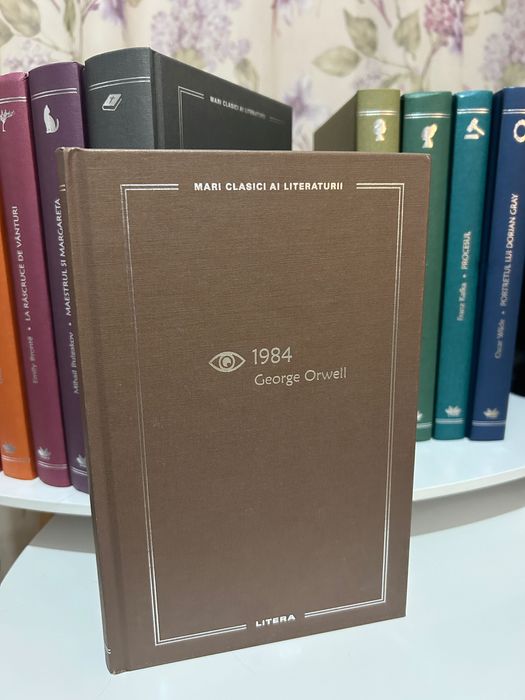 MARI CLASICI AI LITERATURII
1984
George Orwell
LITERA
MARI CLASICI AI LITERATURII
Emily Brontë • LA RĂSCRUCE DE VÂNTURI
Mihail Bulgakov • MAESTRUL ȘI MARGARETA
Franz Kafka • PROCESUL
Oscar Wilde • PORTRETUL LUI DORIAN GRAY